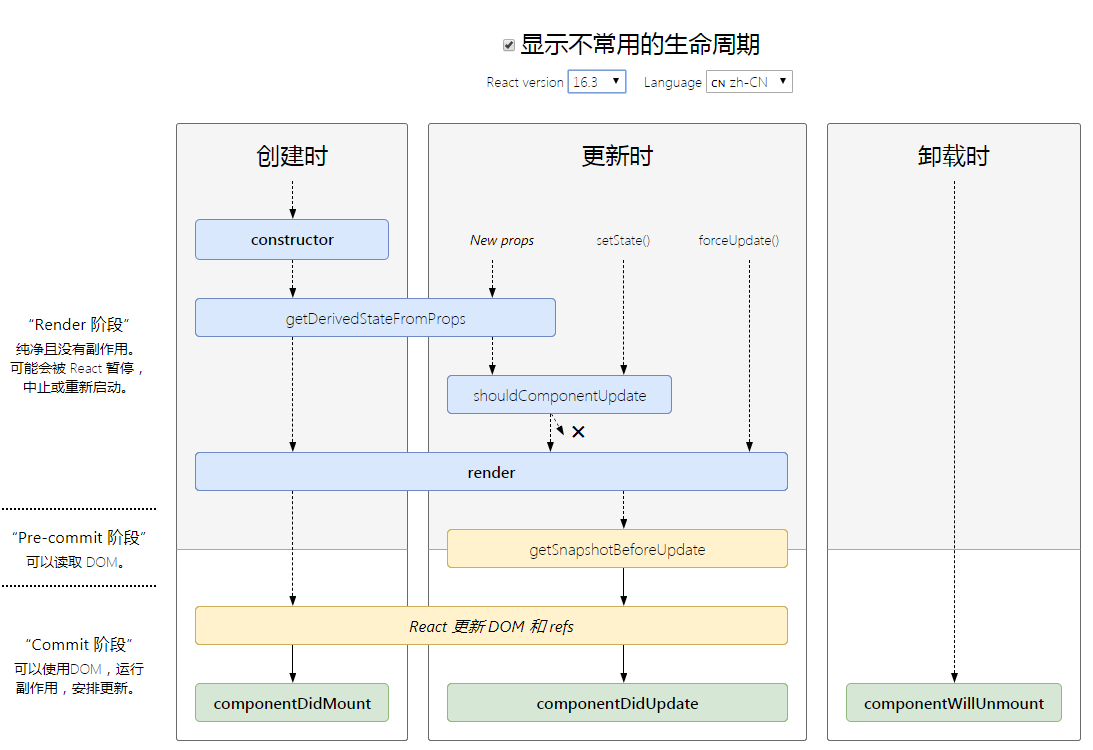 显示不常用的生命周期
React version 16.3 Language CN zh-CN
创建时
更新时
卸载时
constructor
New props
setState()
forceUpdate()
“Render 阶段”
纯净且没有副作用。
可能会被 React 暂停，
中止或重新启动。
getDerivedStateFromProps
shouldComponentUpdate
render
“Pre-commit 阶段”
可以读取 DOM。
getSnapshotBeforeUpdate
React 更新 DOM 和 refs
“Commit 阶段”
可以使用DOM，运行
副作用，安排更新。
componentDidMount
componentDidUpdate
componentWillUnmount